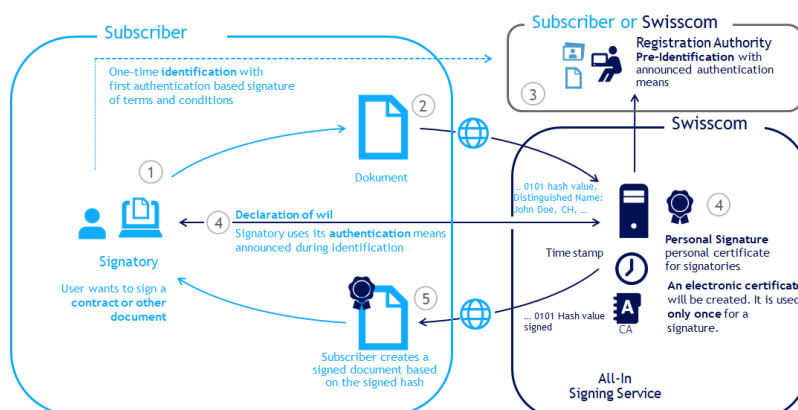 Subscriber
Subscriber or Swisscom
Registration Authority
Pre-Identification with
announced authentication
means
3
One-time identification with
first authentication based signature
of terms and conditions
2
Dokument
Swisscom
1
... 0101 hash value,
Distinguished Name:
John Doe, CH, ...
4
Declaration of wil
Signatory uses its authentication means
announced during identification
4
Signatory
User wants to sign a
contract or other
document
Personal Signature
personal certificate
for signatories
Time stamp
An electronic certificate
will be created. It is used
only once for a
signature.
A
CA
5
... 0101 Hash value
signed
Subscriber creates a
signed document based
on the signed hash
All-In
Signing Service